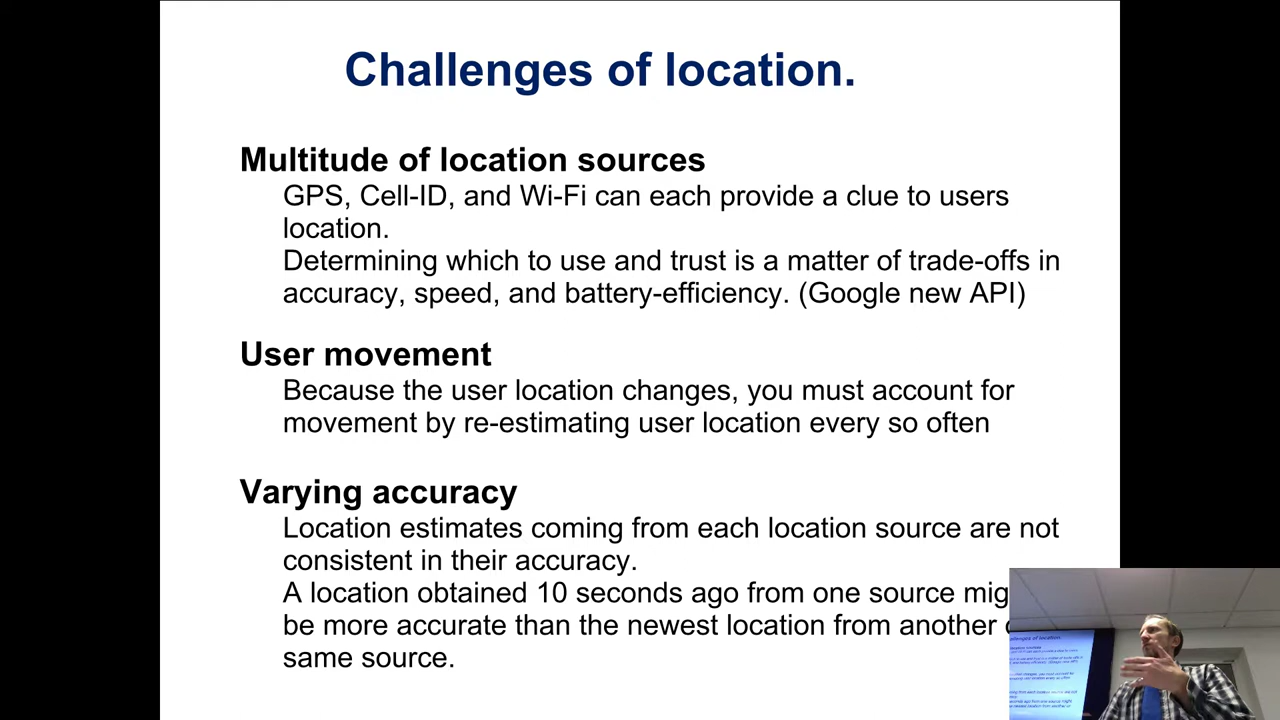 Challenges of location.
Multitude of location sources
GPS, Cell-ID, and Wi-Fi can each provide a clue to users
location.
Determining which to use and trust is a matter of trade-offs in
accuracy, speed, and battery-efficiency. (Google new API)
User movement
Because the user location changes, you must account for
movement by re-estimating user location every so often
Varying accuracy
Location estimates coming from each location source are not
consistent in their accuracy.
A location obtained 10 seconds ago from one source
be more accurate than the newest location from another
same source.